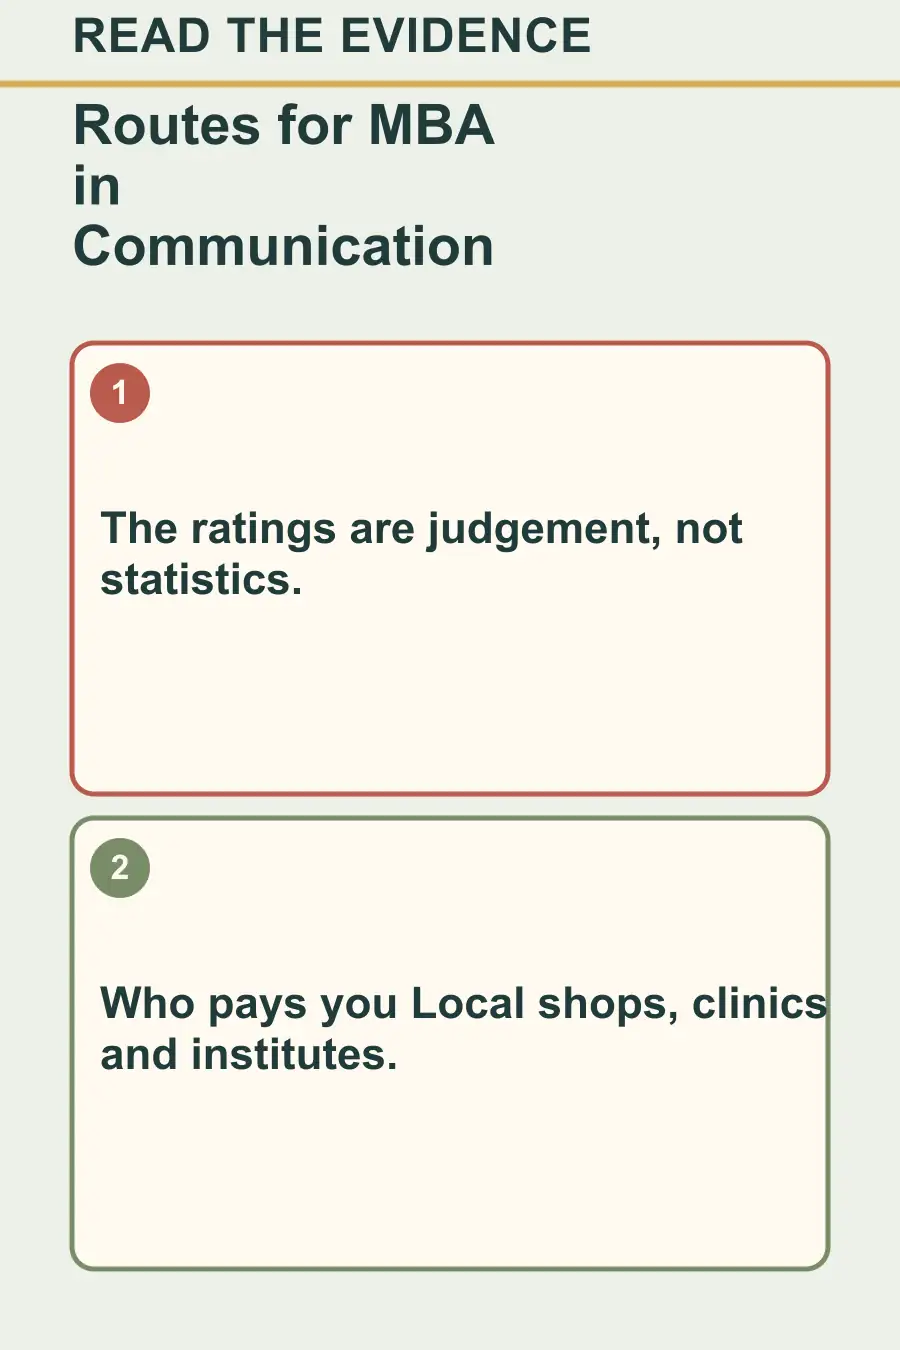 READ THE EVIDENCE
Routes for MBA
in
Communication
1
The ratings are judgement, not
statistics.
2
Who pays you Local shops, clinics
and institutes.